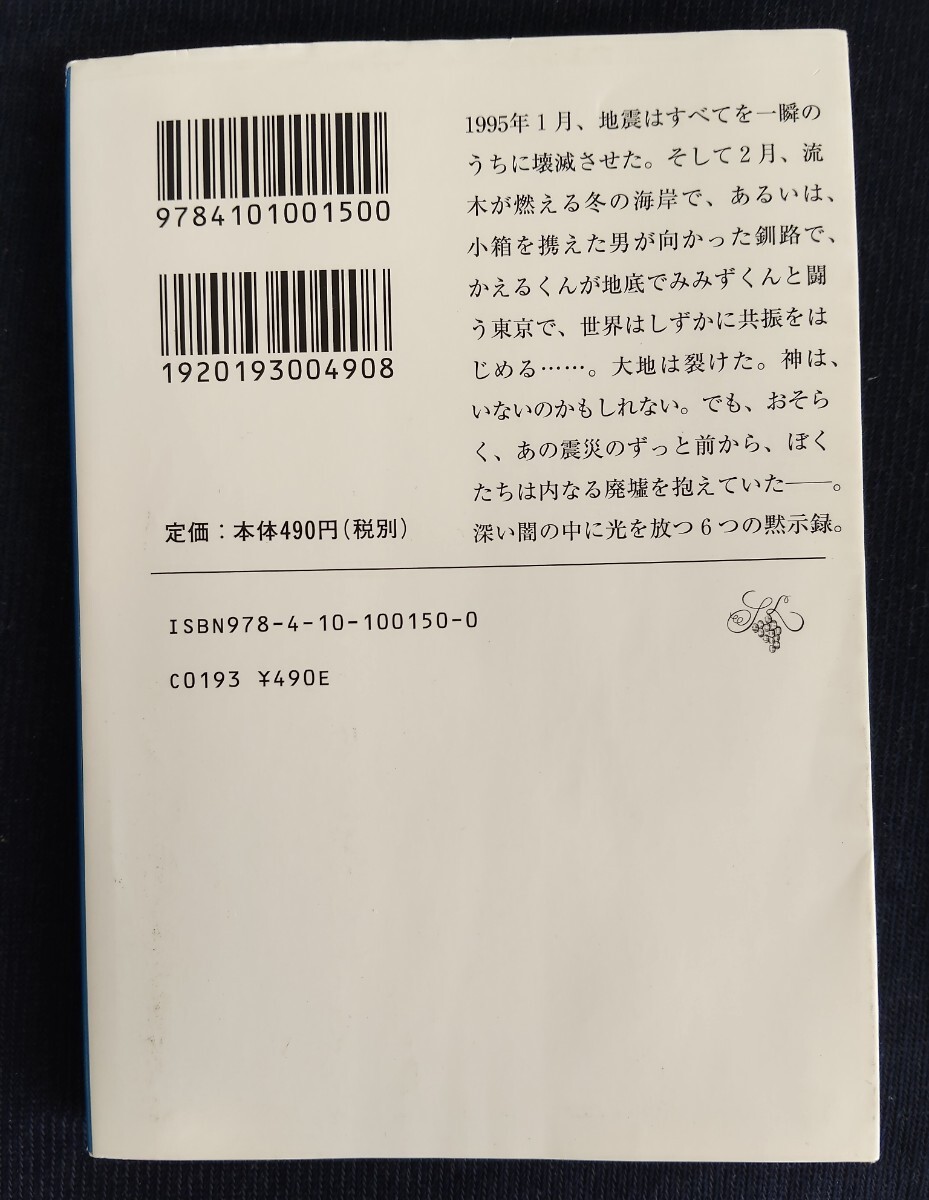 9784101001500
1920193004908
定価：本体490円（税別）
1995年1月、地震はすべてを一瞬の
うちに壊滅させた。そして2月、流
木が燃える冬の海岸で、あるいは、
小箱を携えた男が向かった釧路で、
かえるくんが地底でみみずくんと闘
う東京で、世界はしずかに共振をは
じめる……。大地は裂けた。神は、
いないのかもしれない。でも、おそら
く、あの震災のずっと前から、ぼく
たちは内なる廃墟を抱えていた──。
深い闇の中に光を放つ6つの黙示録。
ISBN978-4-10-100150-0
C0193 ¥490E